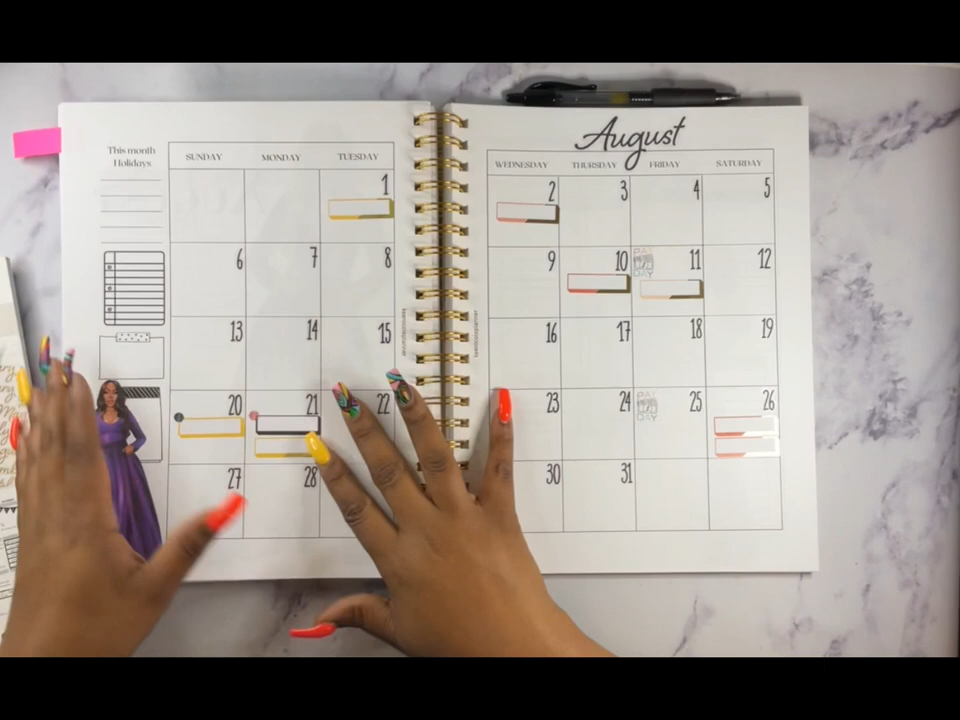 This month
Holidays
SUNDAY MONDAY TUESDAY
1
6 7 8
13 14 15
20 21 22
27 28
August
WEDNESDAY THURSDAY FRIDAY SATURDAY
2 3 4 5
9 10 PAY DAY 11 12
16 17 18 19
23 24 PAY DAY 25 26
30 31